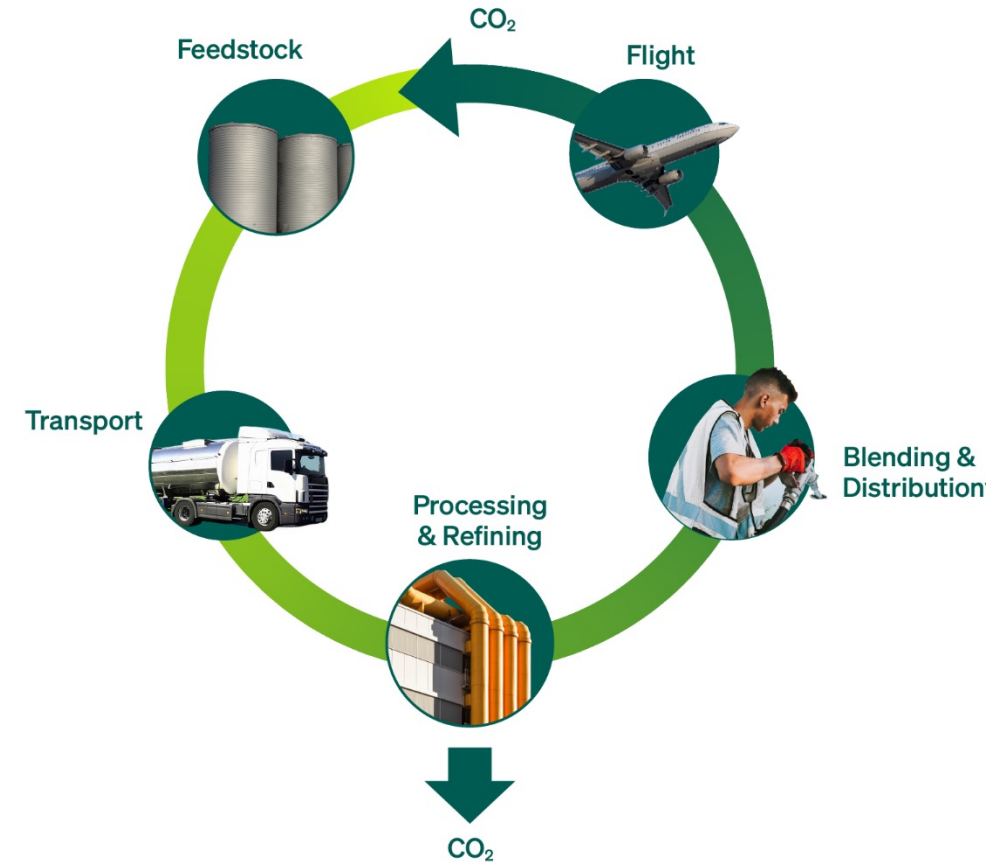 CO₂
Feedstock
Flight
Transport
Blending &
Distribution
Processing
& Refining
CO₂